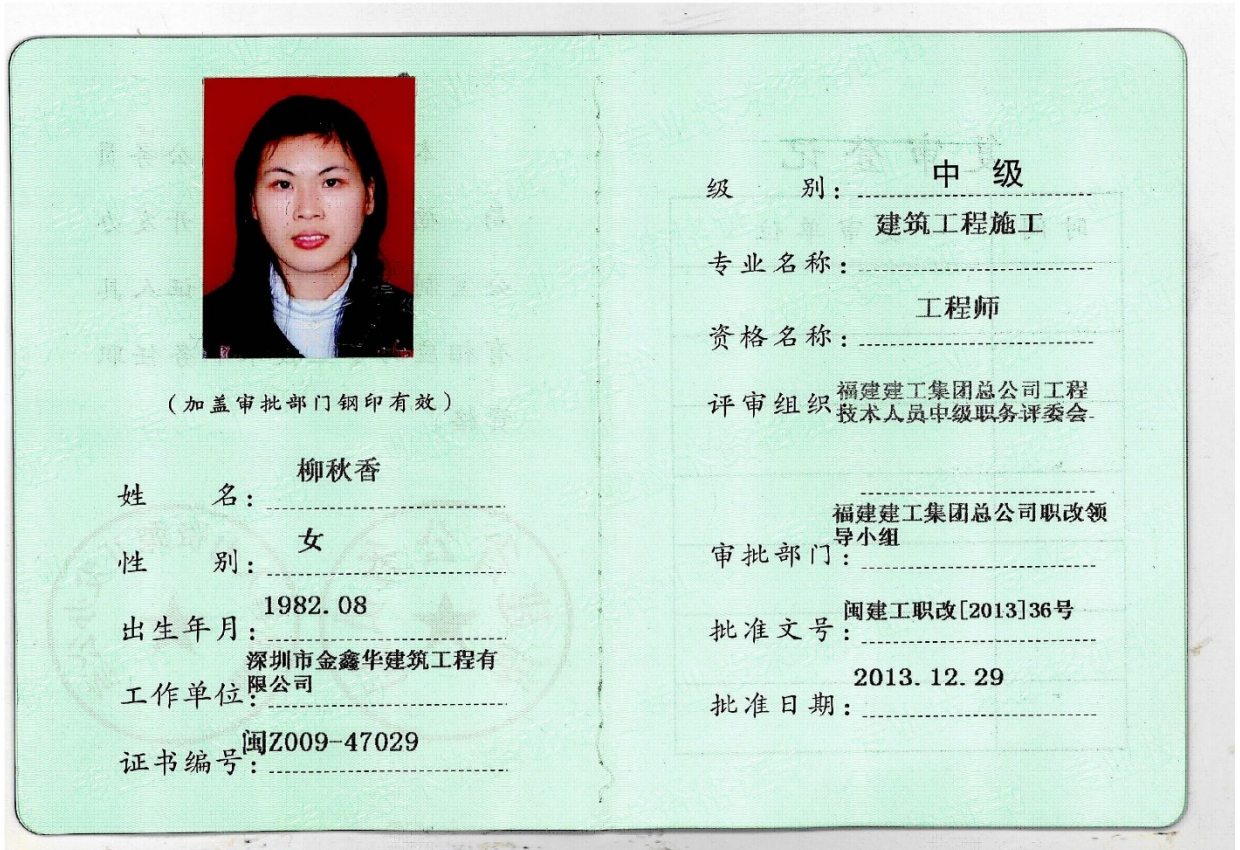 (加盖审批部门钢印有效)
姓 名: 柳秋香
性 别: 女
出生年月: 1982.08
工作单位: 深圳市金鑫华建筑工程有
限公司
证书编号: 闽Z009-47029
级 别: 中 级
专业名称: 建筑工程施工
资格名称: 工程师
评审组织 福建建工集团总公司工程
技术人员中级职务评委会
审批部门: 福建建工集团总公司职改领
导小组
批准文号: 闽建工职改[2013]36号
批准日期: 2013.12.29